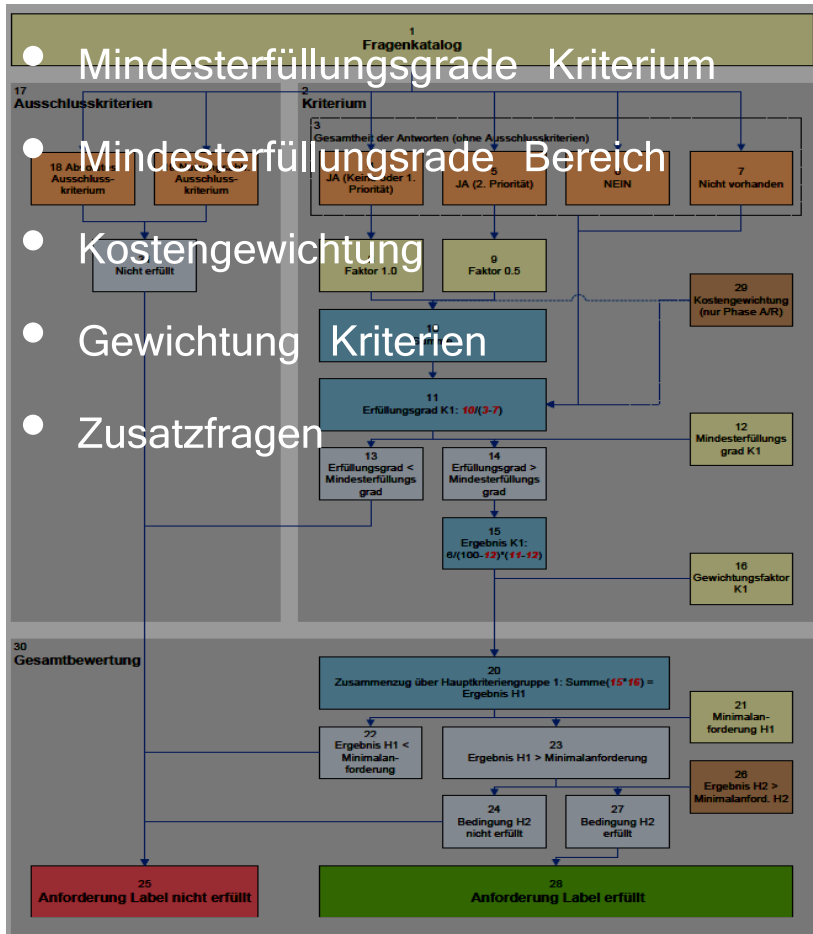 1
Fragenkatalog
• Mindesterfüllungsgrade Kriterium
• Mindesterfüllungsrade Bereich
• Kostengewichtung
• Gewichtung Kriterien
• Zusatzfragen
17
Ausschlusskriterien
18
Ausschluss-
kriterium
Ausschluss-
kriterium
Nicht erfüllt
2
Kriterium
3
Gesamtheit der Antworten (ohne Ausschlusskriterien)
JA (Keine oder 1.
Priorität)
5
JA (2. Priorität)
NEIN
7
Nicht vorhanden
Faktor 1.0
9
Faktor 0.5
29
Kostengewichtung
(nur Phase A/R)
11
Erfüllungsgrad K1: 10/(3-7)
12
Mindesterfüllungs
grad K1
13
Erfüllungsgrad <
Mindesterfüllungs
grad
14
Erfüllungsgrad >
Mindesterfüllungs
grad
15
Ergebnis K1:
6/(100-12)*(11-12)
16
Gewichtungsfaktor
K1
30
Gesamtbewertung
20
Zusammenzug über Hauptkriteriengruppe 1: Summe(15*16) =
Ergebnis H1
21
Minimalan-
forderung H1
22
Ergebnis H1 <
Minimalan-
forderung
23
Ergebnis H1 > Minimalanforderung
26
Ergebnis H2 >
Minimalanford. H2
24
Bedingung H2
nicht erfüllt
27
Bedingung H2
erfüllt
25
Anforderung Label nicht erfüllt
28
Anforderung Label erfüllt